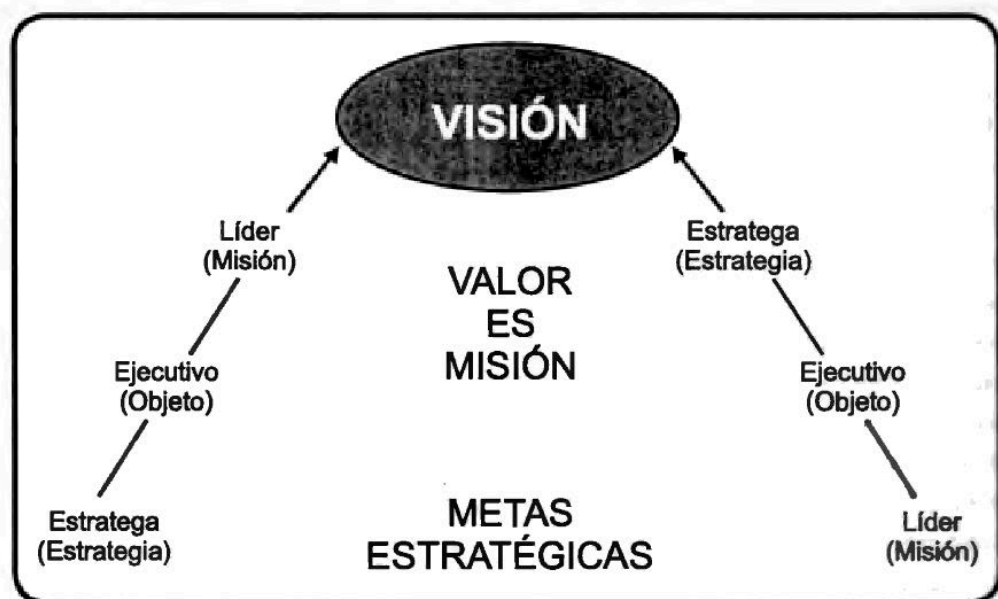 VISIÓN
Líder
(Misión)
Estratega
(Estrategia)
VALOR
ES
MISIÓN
Ejecutivo
(Objeto)
Ejecutivo
(Objeto)
Estratega
(Estrategia)
METAS
ESTRATÉGICAS
Líder
(Misión)